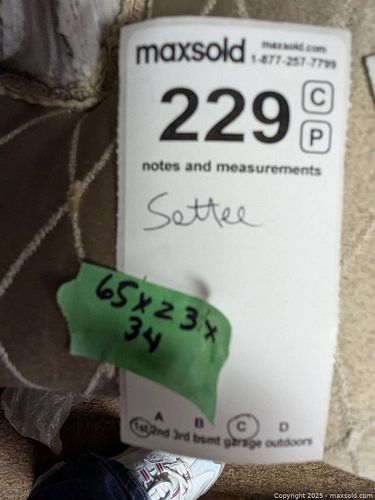 maxsold
maxsold.com
1-877-257-7799
229
C
P
notes and measurements
Settee
65x23x
34
A B C D
1st 2nd 3rd bsmt garage outdoors
© Copyright 2025 - maxsold.com